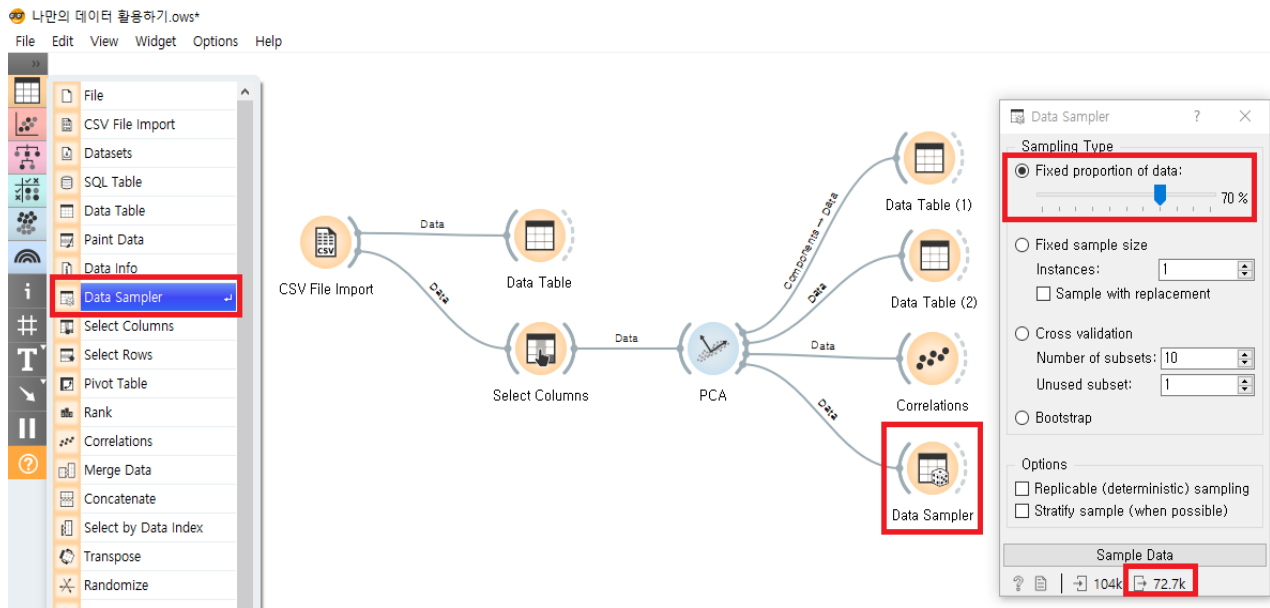 나만의 데이터 활용하기.ows*
File Edit View Widget Options Help
File
CSV File Import
Datasets
SQL Table
Data Table
Paint Data
Data Info
Data Sampler
Select Columns
Select Rows
Pivot Table
Rank
Correlations
Merge Data
Concatenate
Select by Data Index
Transpose
Randomize
CSV File Import
Data
Data Table
Data
Select Columns
Data
PCA
Components → Data
Data Table (1)
Data
Data Table (2)
Data
Correlations
Data
Data Sampler
Data Sampler ?
Sampling Type
Fixed proportion of data:
70 %
Fixed sample size
Instances: 1
Sample with replacement
Cross validation
Number of subsets: 10
Unused subset: 1
Bootstrap
Options
Replicable (deterministic) sampling
Stratify sample (when possible)
Sample Data
? 104k 72.7k